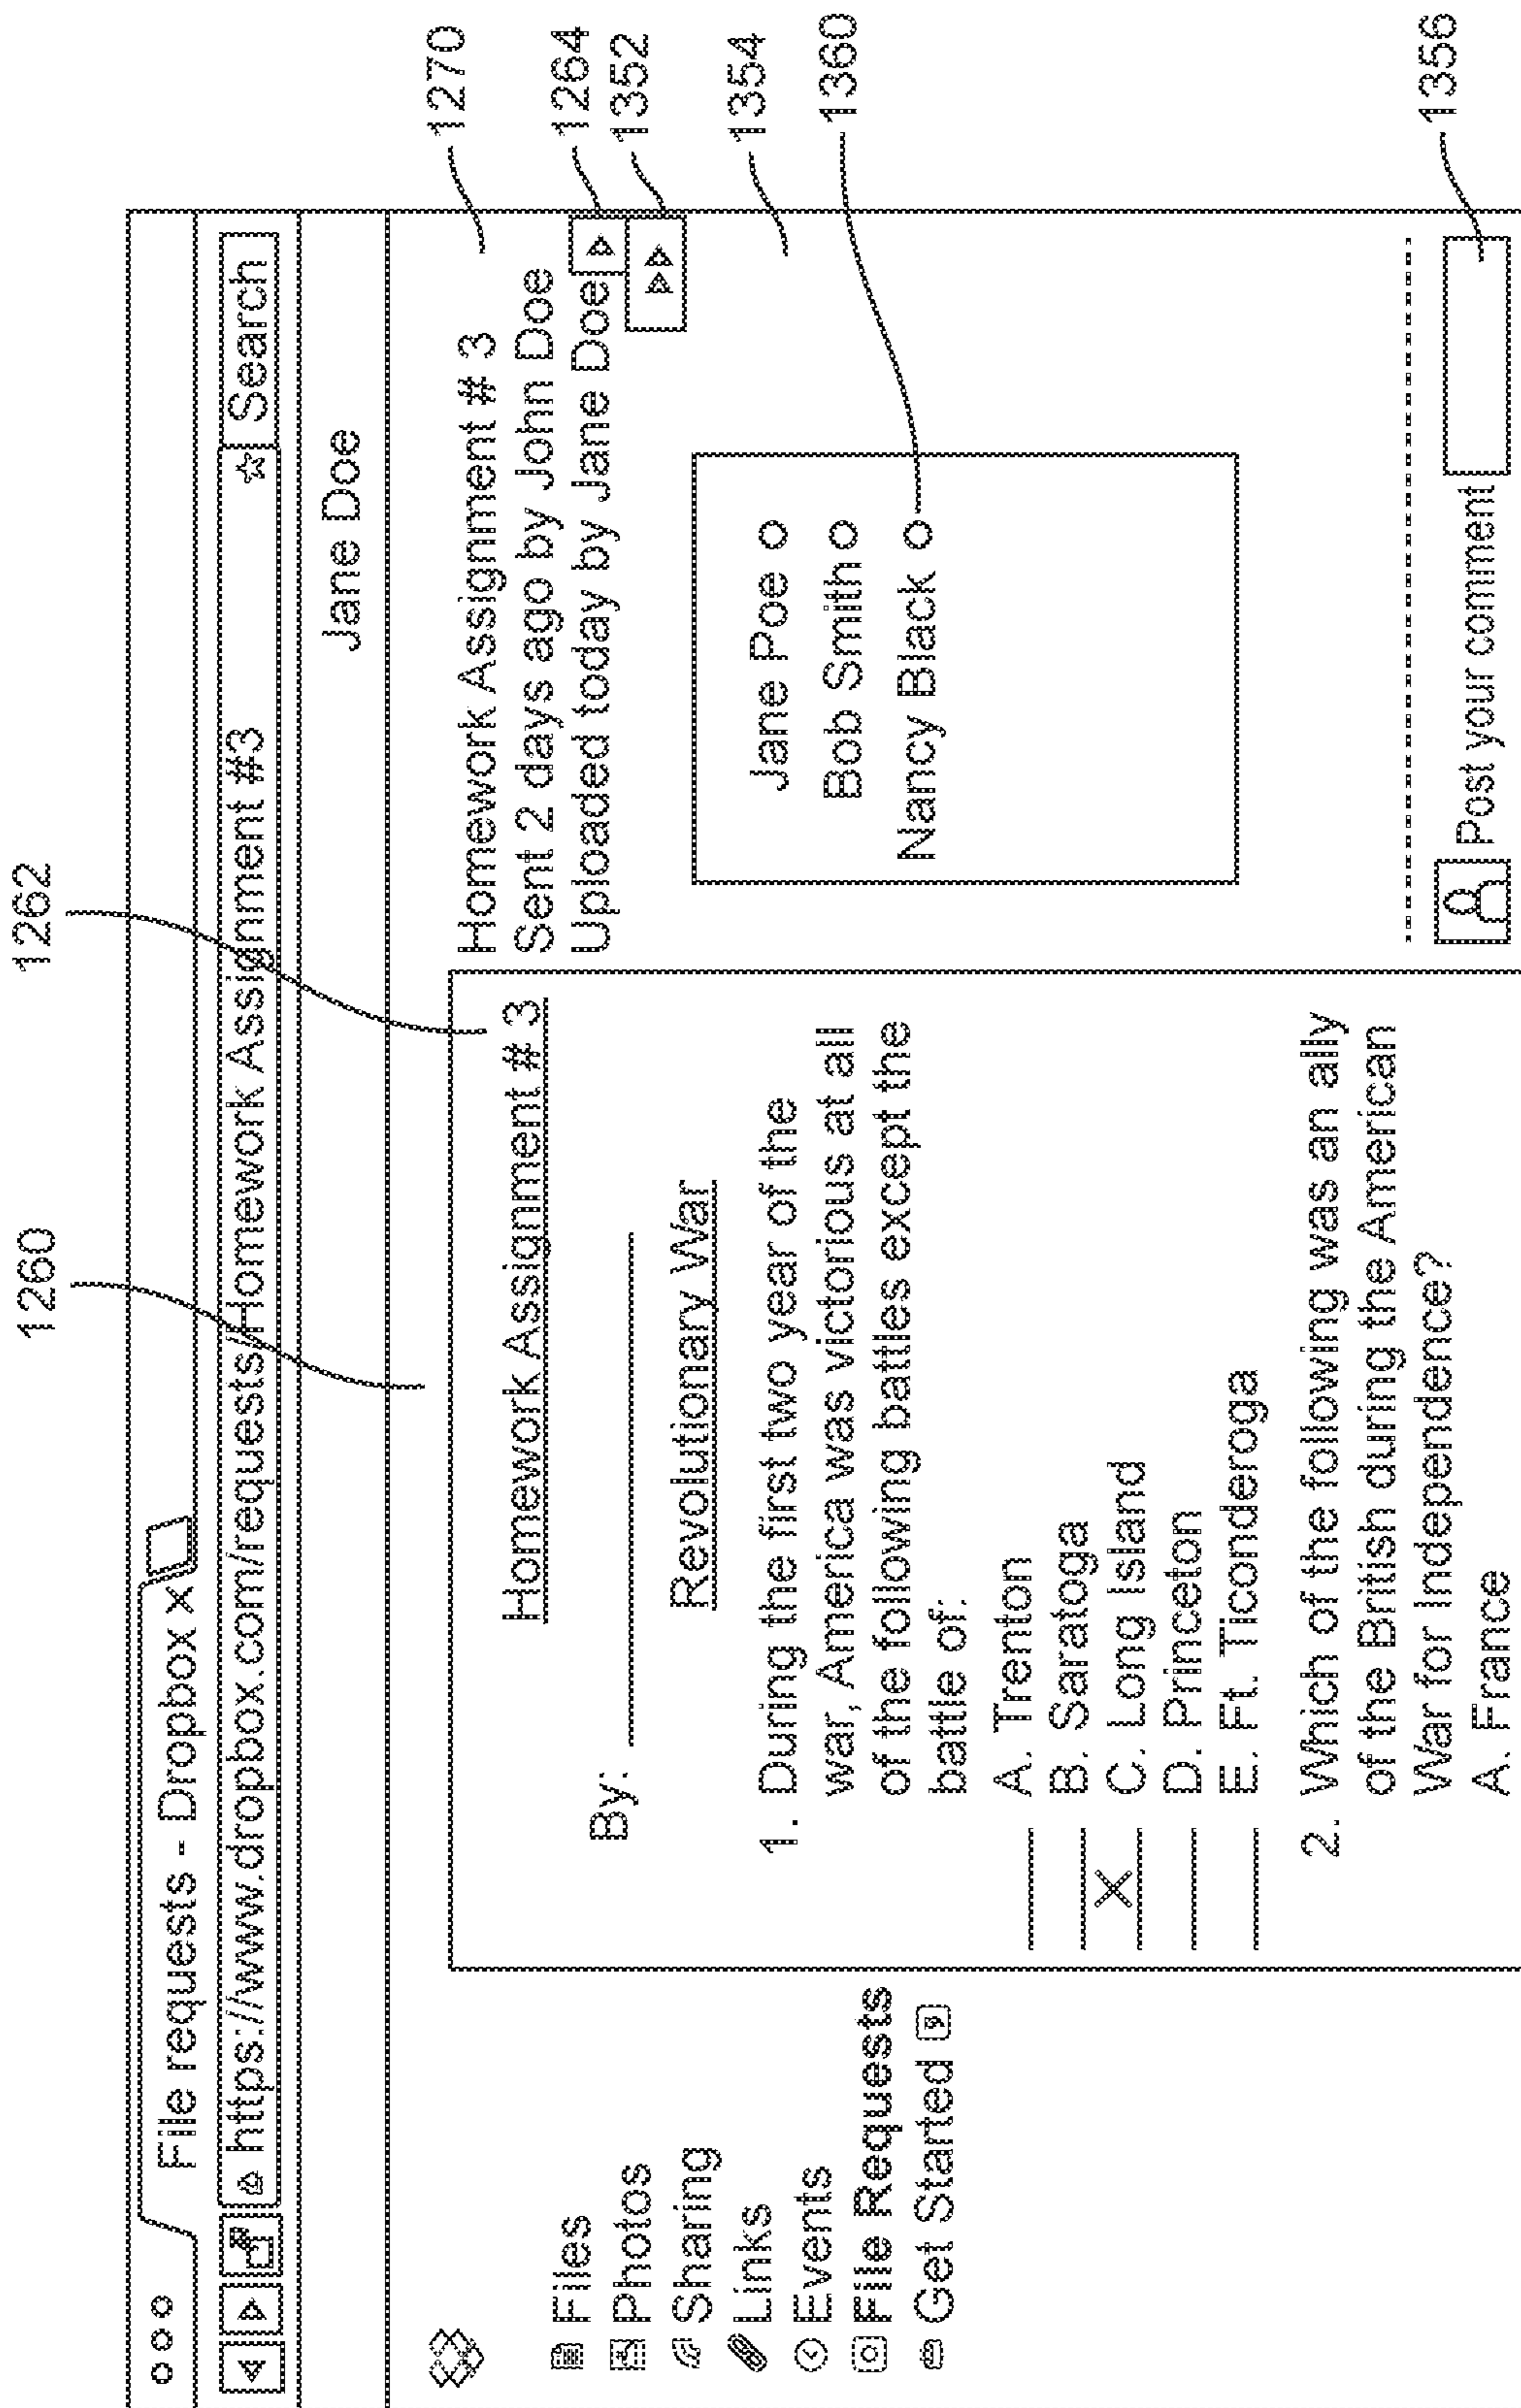 1260
1262
File requests - Dropbox x
https://www.dropbox.com/requests/Homework Assignment #3
Search
Jane Doe
Files
Photos
Sharing
Links
Events
File Requests
Get Started
Homework Assignment # 3
By:
Revolutionary War
1. During the first two year of the
war, America was victorious at all
of the following battles except the
battle of:
A. Trenton
B. Saratoga
X C. Long Island
D. Princeton
E. Ft. Ticonderoga
2. Which of the following was an ally
of the British during the American
War for Independence?
A. France
Homework Assignment # 3
Sent 2 days ago by John Doe
Uploaded today by Jane Doe
Jane Poe
Bob Smith
Nancy Black
Post your comment
1270
1264
1352
1354
1360
1356